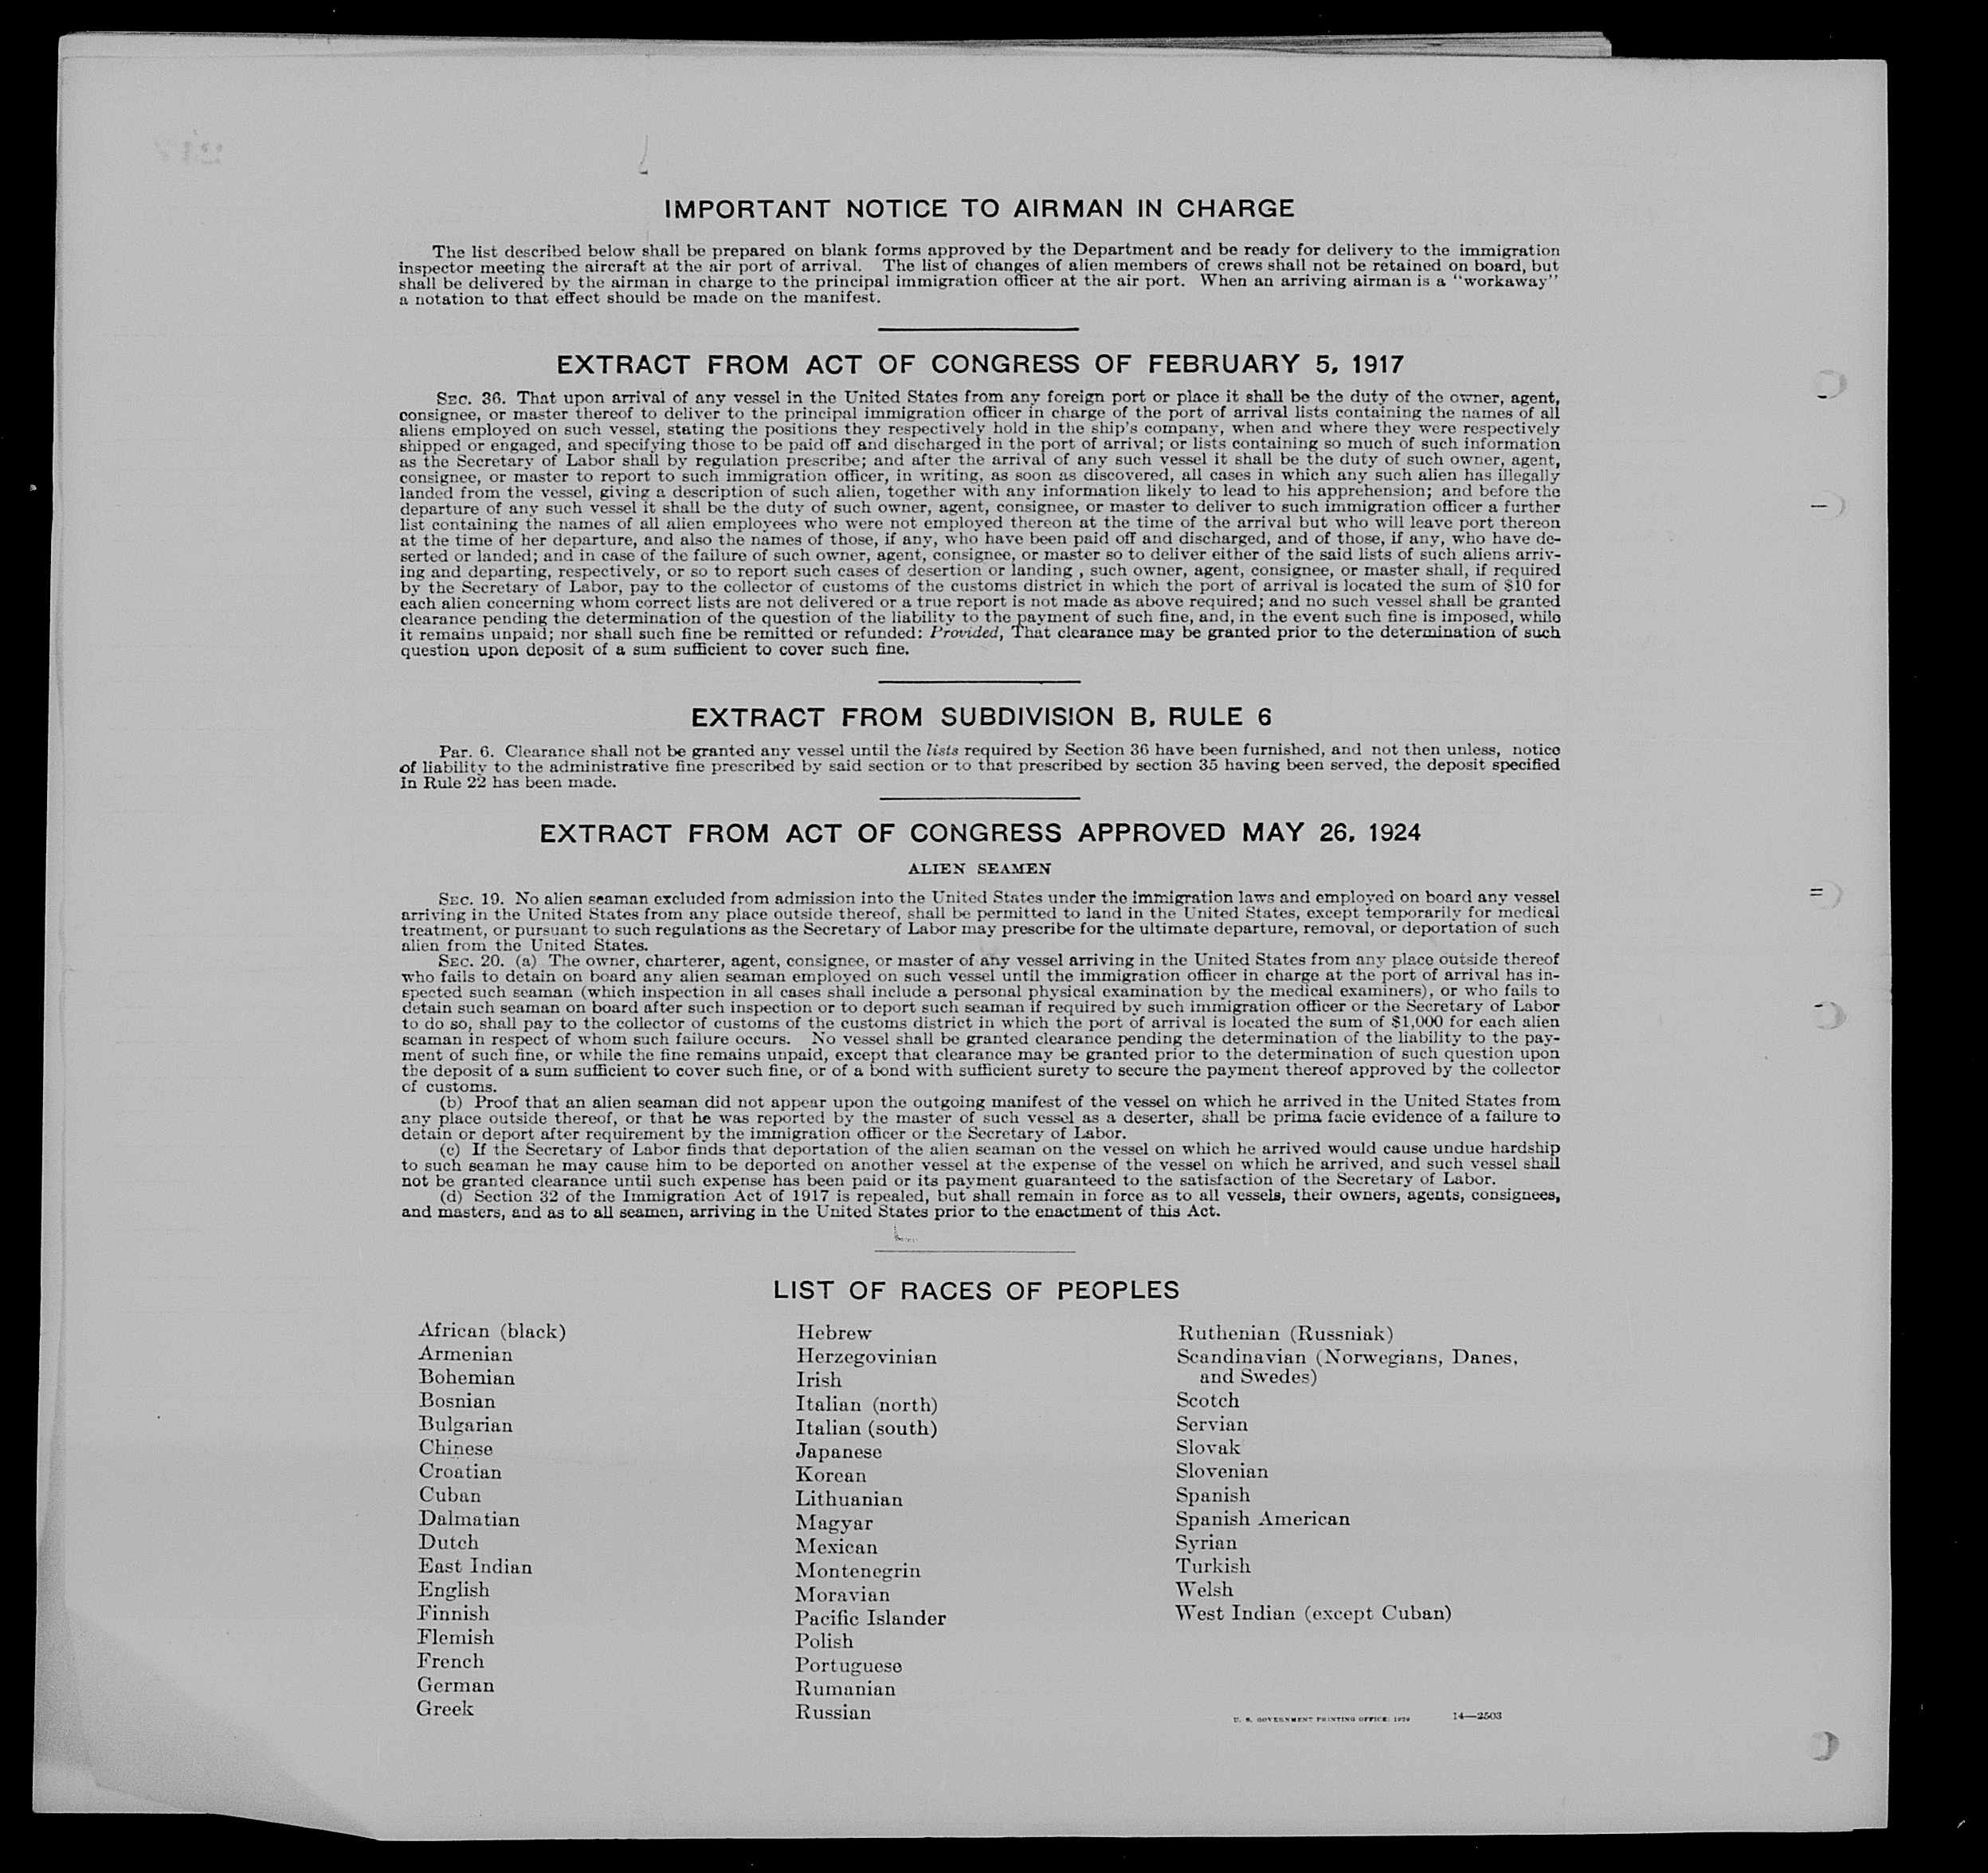 IMPORTANT NOTICE TO AIRMAN IN CHARGE
The list described below shall be prepared on blank forms approved by the Department and be ready for delivery to the immigration
inspector meeting the aircraft at the air port of arrival. The list of changes of alien members of crews shall not be retained on board, but
shall be delivered by the airman in charge to the principal immigration officer at the air port. When an arriving airman is a "workaway"
a notation to that effect should be made on the manifest.
EXTRACT FROM ACT OF CONGRESS OF FEBRUARY 5, 1917
SEC. 36. That upon arrival of any vessel in the United States from any foreign port or place it shall be the duty of the owner, agent,
consignee, or master thereof to deliver to the principal immigration officer in charge of the port of arrival lists containing the names of all
aliens employed on such vessel, stating the positions they respectively hold in the ship's company, when and where they were respectively
shipped or engaged, and specifying those to be paid off and discharged in the port of arrival; or lists containing so much of such information
as the Secretary of Labor shall by regulation prescribe; and after the arrival of any such vessel it shall be the duty of such owner, agent,
consignee, or master to report to such immigration officer, in writing, as soon as discovered, all cases in which any such alien has illegally
landed from the vessel, giving a description of such alien, together with any information likely to lead to his apprehension; and before the
departure of any such vessel it shall be the duty of such owner, agent, consignee, or master to deliver to such immigration officer a further
list containing the names of all alien employees who were not employed thereon at the time of the arrival but who will leave port thereon
at the time of her departure, and also the names of those, if any, who have been paid off and discharged, and of those, if any, who have de-
serted or landed; and in case of the failure of such owner, agent, consignee, or master so to deliver either of the said lists of such aliens arriv-
ing and departing, respectively, or so to report such cases of desertion or landing , such owner, agent, consignee, or master shall, if required
by the Secretary of Labor, pay to the collector of customs of the customs district in which the port of arrival is located the sum of $10 for
each alien concerning whom correct lists are not delivered or a true report is not made as above required; and no such vessel shall be granted
clearance pending the determination of the question of the liability to the payment of such fine, and, in the event such fine is imposed, while
it remains unpaid; nor shall such fine be remitted or refunded: Provided, That clearance may be granted prior to the determination of such
question upon deposit of a sum sufficient to cover such fine.
EXTRACT FROM SUBDIVISION B, RULE 6
Par. 6. Clearance shall not be granted any vessel until the lists required by Section 36 have been furnished, and not then unless, notice
of liability to the administrative fine prescribed by said section or to that prescribed by section 35 having been served, the deposit specified
in Rule 22 has been made.
EXTRACT FROM ACT OF CONGRESS APPROVED MAY 26, 1924
ALIEN SEAMEN
SEC. 19. No alien seaman excluded from admission into the United States under the immigration laws and employed on board any vessel
arriving in the United States from any place outside thereof, shall be permitted to land in the United States, except temporarily for medical
treatment, or pursuant to such regulations as the Secretary of Labor may prescribe for the ultimate departure, removal, or deportation of such
alien from the United States.
SEC. 20. (a) The owner, charterer, agent, consignee, or master of any vessel arriving in the United States from any place outside thereof
who fails to detain on board any alien seaman employed on such vessel until the immigration officer in charge at the port of arrival has in-
spected such seaman (which inspection in all cases shall include a personal physical examination by the medical examiners), or who fails to
detain such seaman on board after such inspection or to deport such seaman if required by such immigration officer or the Secretary of Labor
to do so, shall pay to the collector of customs of the customs district in which the port of arrival is located the sum of $1,000 for each alien
seaman in respect of whom such failure occurs. No vessel shall be granted clearance pending the determination of the liability to the pay-
ment of such fine, or while the fine remains unpaid, except that clearance may be granted prior to the determination of such question upon
the deposit of a sum sufficient to cover such fine, or of a bond with sufficient surety to secure the payment thereof approved by the collector
of customs.
(b) Proof that an alien seaman did not appear upon the outgoing manifest of the vessel on which he arrived in the United States from
any place outside thereof, or that he was reported by the master of such vessel as a deserter, shall be prima facie evidence of a failure to
detain or deport after requirement by the immigration officer or the Secretary of Labor.
(c) If the Secretary of Labor finds that deportation of the alien seaman on the vessel on which he arrived would cause undue hardship
to such seaman he may cause him to be deported on another vessel at the expense of the vessel on which he arrived, and such vessel shall
not be granted clearance until such expense has been paid or its payment guaranteed to the satisfaction of the Secretary of Labor.
(d) Section 32 of the Immigration Act of 1917 is repealed, but shall remain in force as to all vessels, their owners, agents, consignees,
and masters, and as to all seamen, arriving in the United States prior to the enactment of this Act.
LIST OF RACES OF PEOPLES
African (black)
Armenian
Bohemian
Bosnian
Bulgarian
Chinese
Croatian
Cuban
Dalmatian
Dutch
East Indian
English
Finnish
Flemish
French
German
Greek
Hebrew
Herzegovinian
Irish
Italian (north)
Italian (south)
Japanese
Korean
Lithuanian
Magyar
Mexican
Montenegrin
Moravian
Pacific Islander
Polish
Portuguese
Rumanian
Russian
Ruthenian (Russniak)
Scandinavian (Norwegians, Danes,
and Swedes)
Scotch
Servian
Slovak
Slovenian
Spanish
Spanish American
Syrian
Turkish
Welsh
West Indian (except Cuban)
U. S. GOVERNMENT PRINTING OFFICE: 14—2503